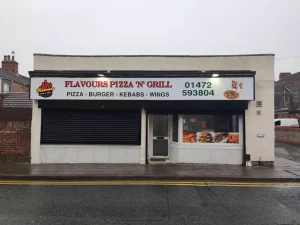 FLAVOURS PIZZA 'N' GRILL
PIZZA - BURGER - KEBABS - WINGS
01472
593804